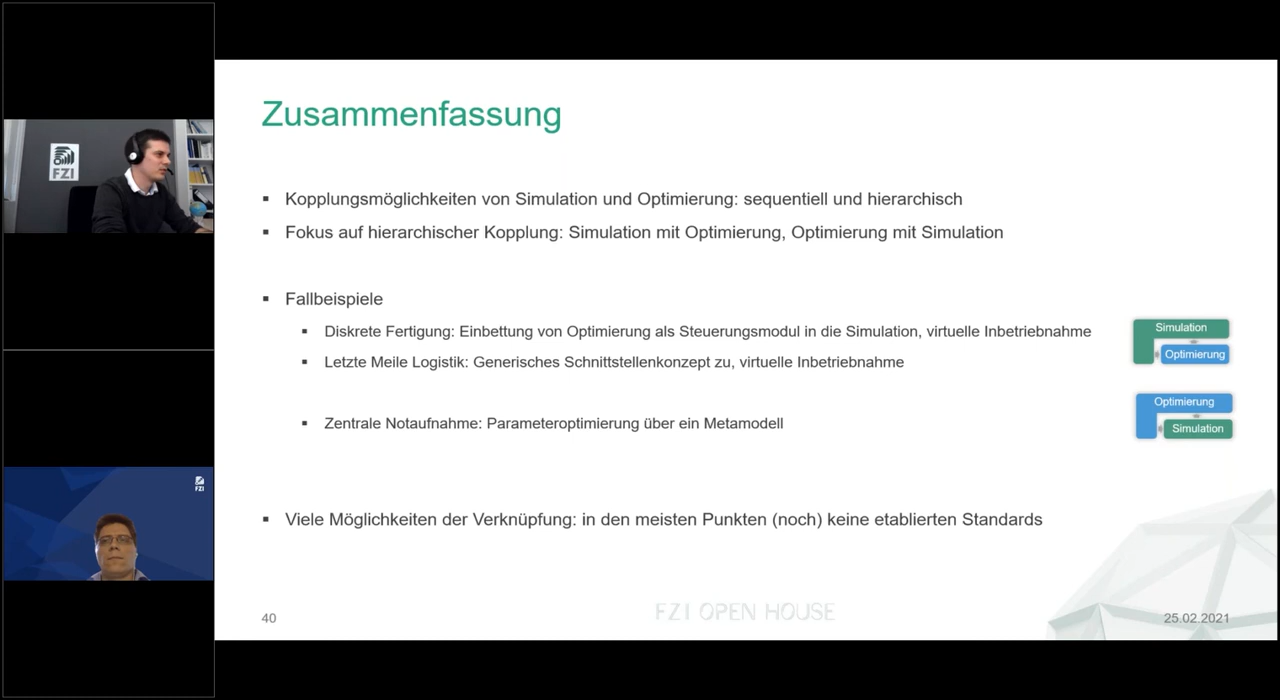 FZI
FZI
Zusammenfassung
▪ Kopplungsmöglichkeiten von Simulation und Optimierung: sequentiell und hierarchisch
▪ Fokus auf hierarchischer Kopplung: Simulation mit Optimierung, Optimierung mit Simulation
▪ Fallbeispiele
▪ Diskrete Fertigung: Einbettung von Optimierung als Steuerungsmodul in die Simulation, virtuelle Inbetriebnahme
▪ Letzte Meile Logistik: Generisches Schnittstellenkonzept zu, virtuelle Inbetriebnahme
Simulation
Optimierung
▪ Zentrale Notaufnahme: Parameteroptimierung über ein Metamodell
Optimierung
Simulation
▪ Viele Möglichkeiten der Verknüpfung: in den meisten Punkten (noch) keine etablierten Standards
40
FZI OPEN HOUSE
25.02.2021